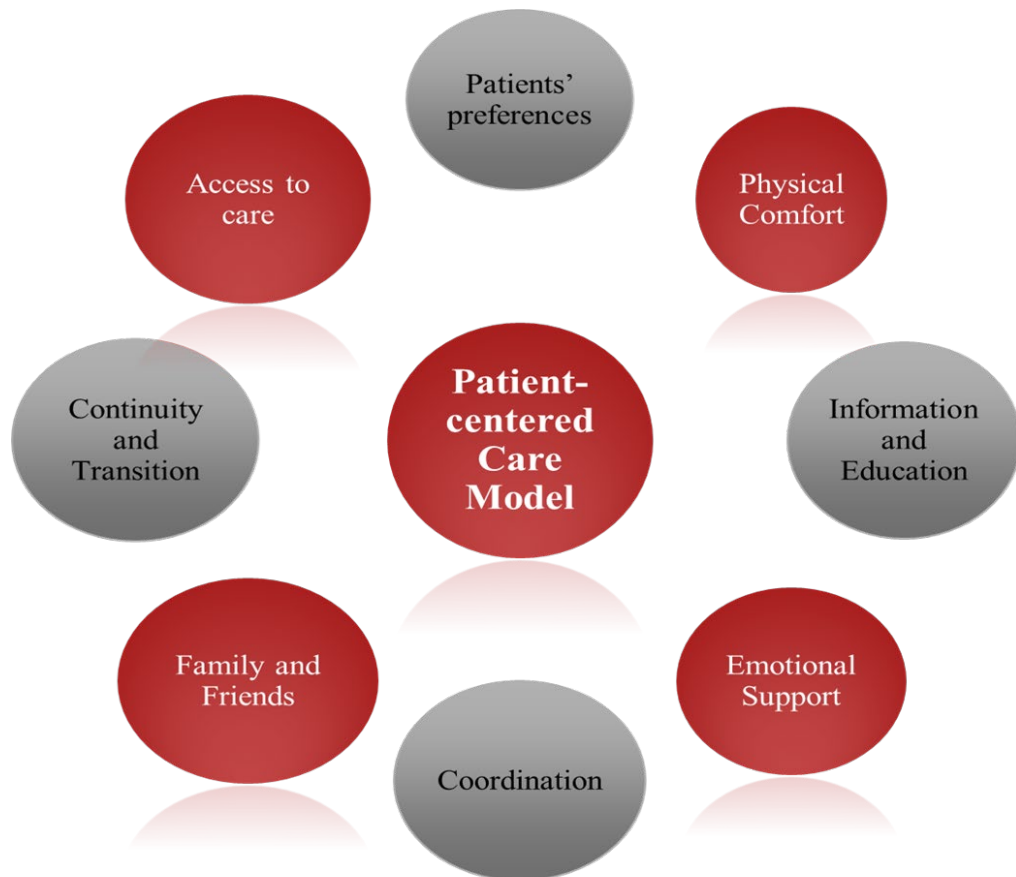 Patients’
preferences
Access to
care
Physical
Comfort
Continuity
and
Transition
Patient-
centered
Care
Model
Information
and
Education
Family and
Friends
Emotional
Support
Coordination